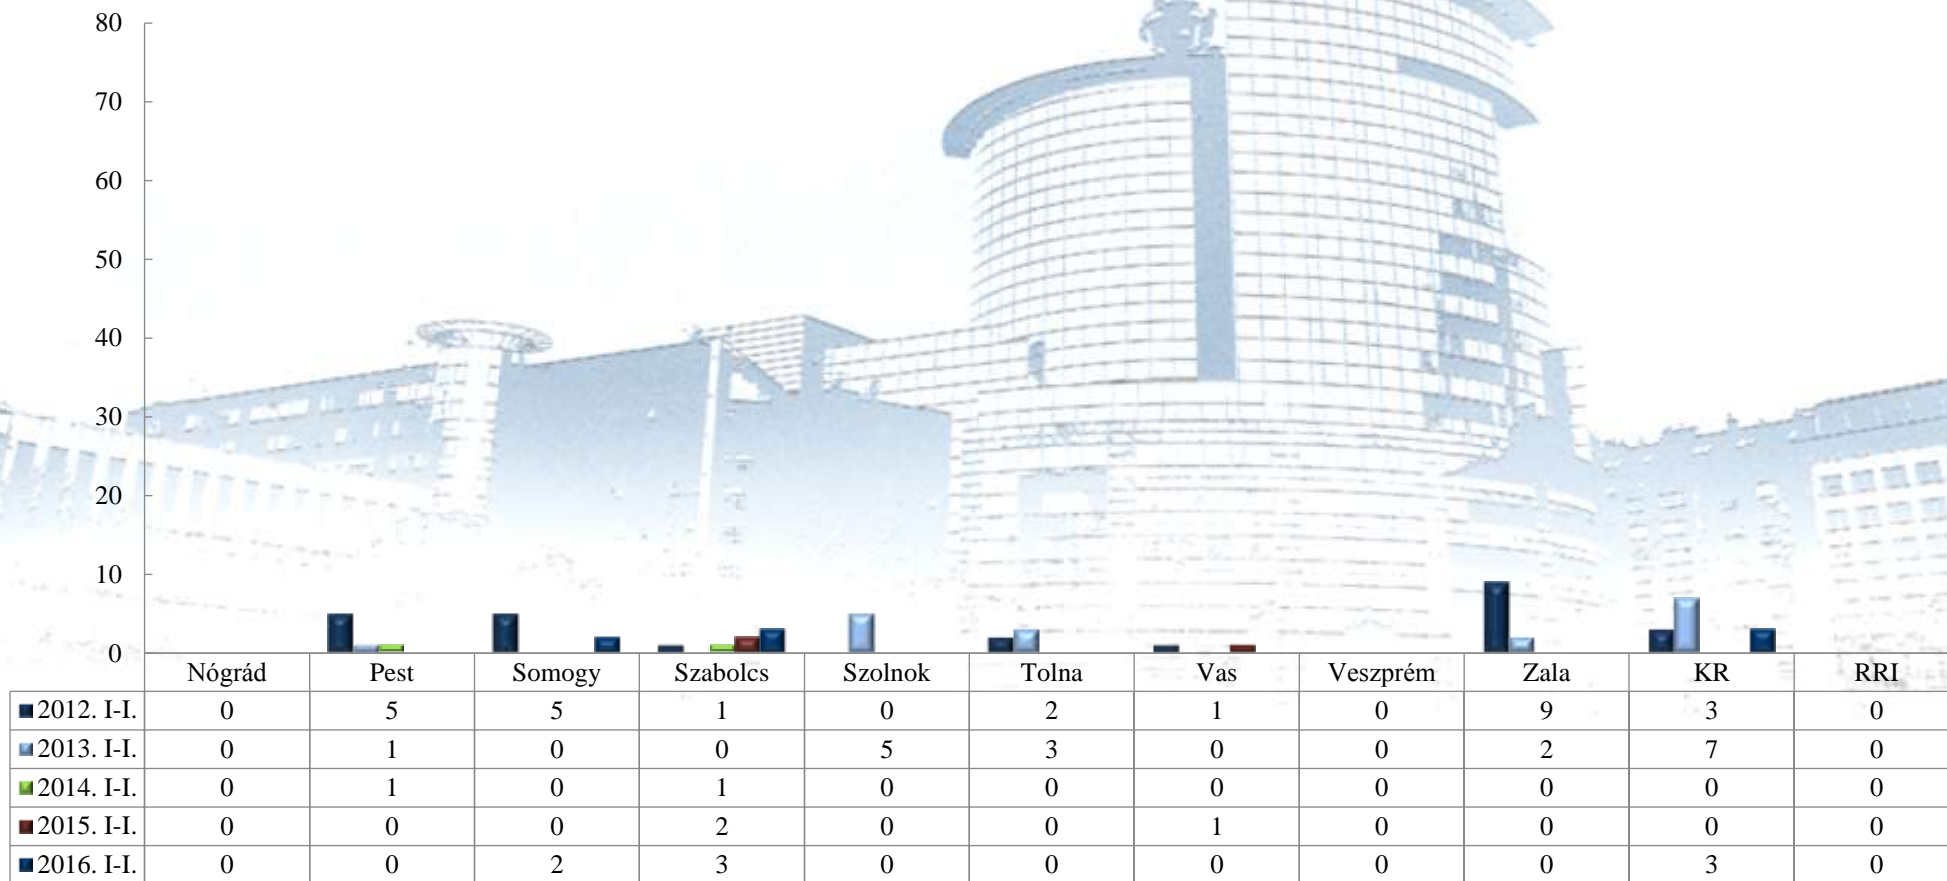 80
70
60
50
40
30
20
10
0
Nógrád Pest Somogy Szabolcs Szolnok Tolna Vas Veszprém Zala KR RRI
2012. I-I. 0 5 5 1 0 2 1 0 9 3 0
2013. I-I. 0 1 0 0 5 3 0 0 2 7 0
2014. I-I. 0 1 0 1 0 0 0 0 0 0 0
2015. I-I. 0 0 0 2 0 0 1 0 0 0 0
2016. I-I. 0 0 2 3 0 0 0 0 0 3 0